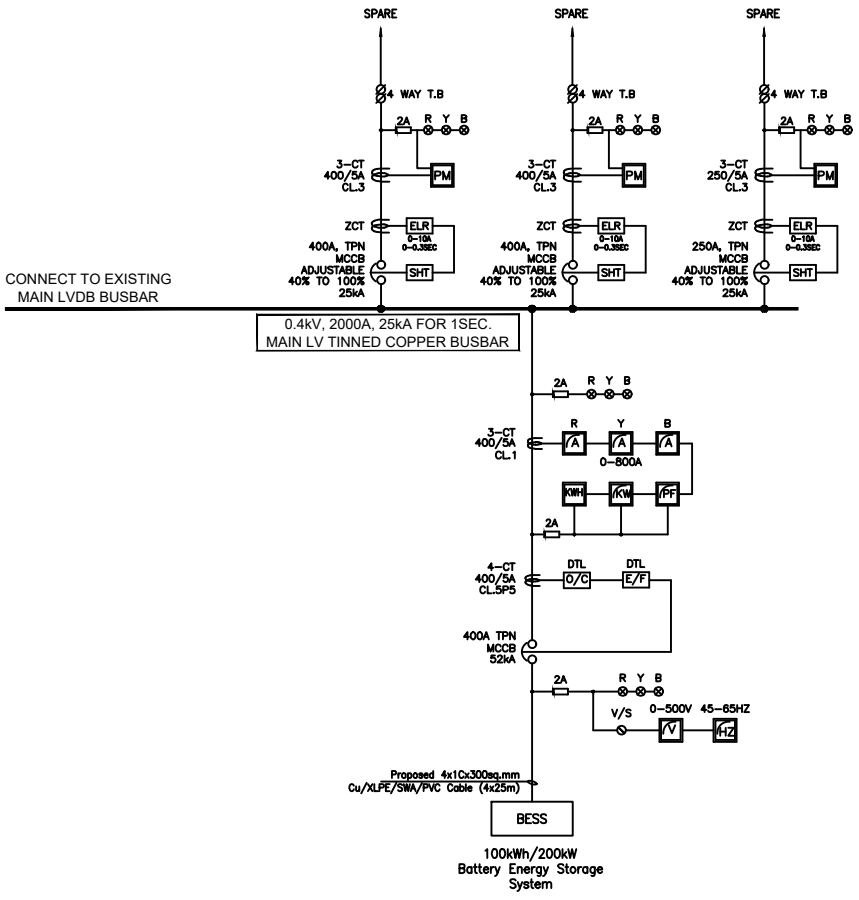 SPARE
4 WAY T.B
2A R Y B
3-CT
400/5A
CL.3
PM
ZCT
ELR
0-10A
0-0.3SEC
400A, TPN
MCCB
ADJUSTABLE
40% TO 100%
25kA
SHT
SPARE
4 WAY T.B
2A R Y B
3-CT
400/5A
CL.3
PM
ZCT
ELR
0-10A
0-0.3SEC
400A, TPN
MCCB
ADJUSTABLE
40% TO 100%
25kA
SHT
SPARE
4 WAY T.B
2A R Y B
3-CT
250/5A
CL.3
PM
ZCT
ELR
0-10A
0-0.3SEC
250A, TPN
MCCB
ADJUSTABLE
40% TO 100%
25kA
SHT
CONNECT TO EXISTING
MAIN LVDB BUSBAR
0.4kV, 2000A, 25kA FOR 1SEC.
MAIN LV TINNED COPPER BUSBAR
2A R Y B
3-CT
400/5A
CL.1
R Y B
A A A
0-800A
KWH KW PF
2A
4-CT
400/5A
CL.5P5
DTL DTL
O/C E/F
400A TPN
MCCB
52kA
2A R Y B
V/S 0-500V 45-65HZ
V HZ
Proposed 4x1Cx300sq.mm
Cu/XLPE/SWA/PVC Cable (4x25m)
BESS
100kWh/200kW
Battery Energy Storage
System